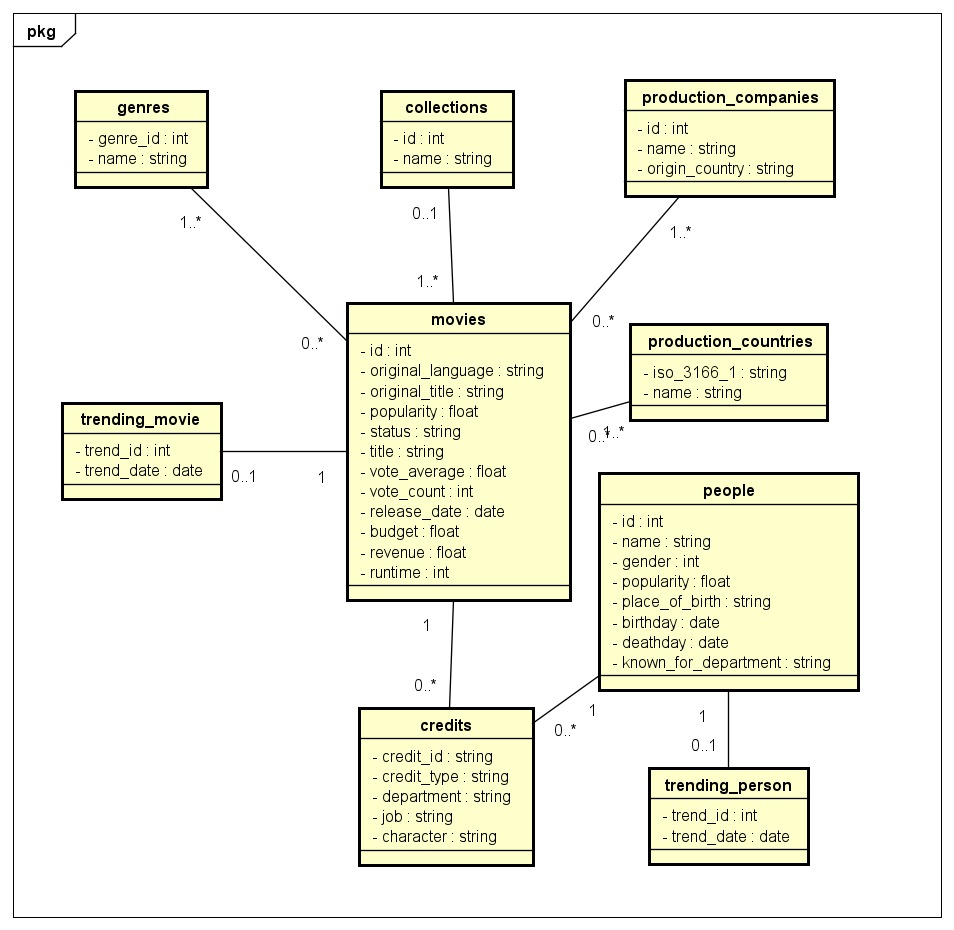 pkg
genres
- genre_id : int
- name : string
collections
- id : int
- name : string
production_companies
- id : int
- name : string
- origin_country : string
1..*
0..1
1..*
1..*
0..*
0..*
movies
- id : int
- original_language : string
- original_title : string
- popularity : float
- status : string
- title : string
- vote_average : float
- vote_count : int
- release_date : date
- budget : float
- revenue : float
- runtime : int
production_countries
- iso_3166_1 : string
- name : string
0..*
1..*
trending_movie
- trend_id : int
- trend_date : date
0..1
1
people
- id : int
- name : string
- gender : int
- popularity : float
- place_of_birth : string
- birthday : date
- deathday : date
- known_for_department : string
1
0..*
1
0..*
1
0..1
credits
- credit_id : string
- credit_type : string
- department : string
- job : string
- character : string
trending_person
- trend_id : int
- trend_date : date